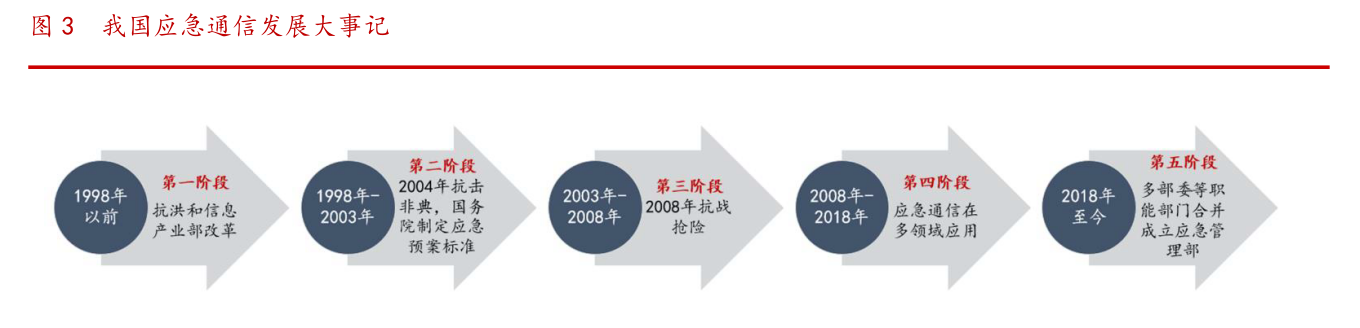 图 3 我国应急通信发展大事记
1998年
以前
第一阶段
抗洪和信息
产业部改革
1998年-
2003年
第二阶段
2004年抗击
非典，国务
院制定应急
预案标准
2003年-
2008年
第三阶段
2008年抗战
抢险
2008年-
2018年
第四阶段
应急通信在
多领域应用
2018年
至今
第五阶段
多部委等职
能部门合并
成立应急管
理部